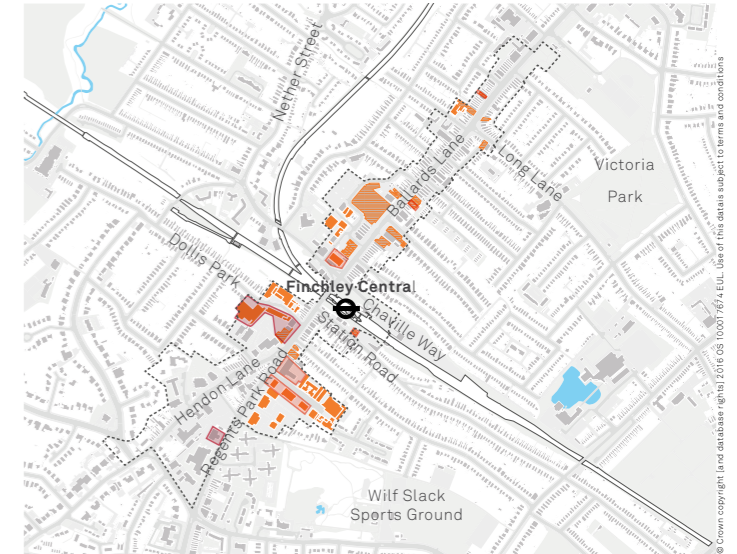 Nether Street
Ballards Lane
Long Lane
Victoria
Park
Dollis Park
Finchley Central
Chaville Way
Station Road
Hendon Lane
Regents Park Road
Wilf Slack
Sports Ground
© Crown copyright [and database rights] 2016 OS 100017674 EUL. Use of this data is subject to terms and conditions